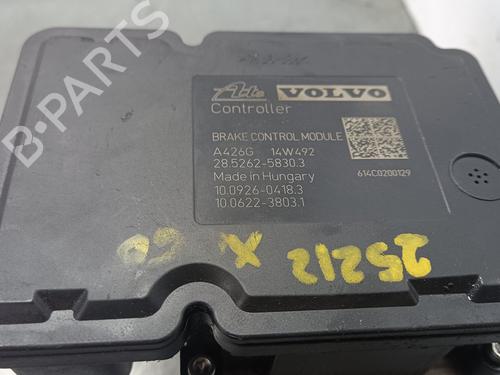 B-PARTS
Ate VOLVO
Controller
BRAKE CONTROL MODULE
A426G 14W492
28.5262-5830.3
Made in Hungary
614C0200129
10.0926-0418.3
10.0622-3803.1
25212 X 60